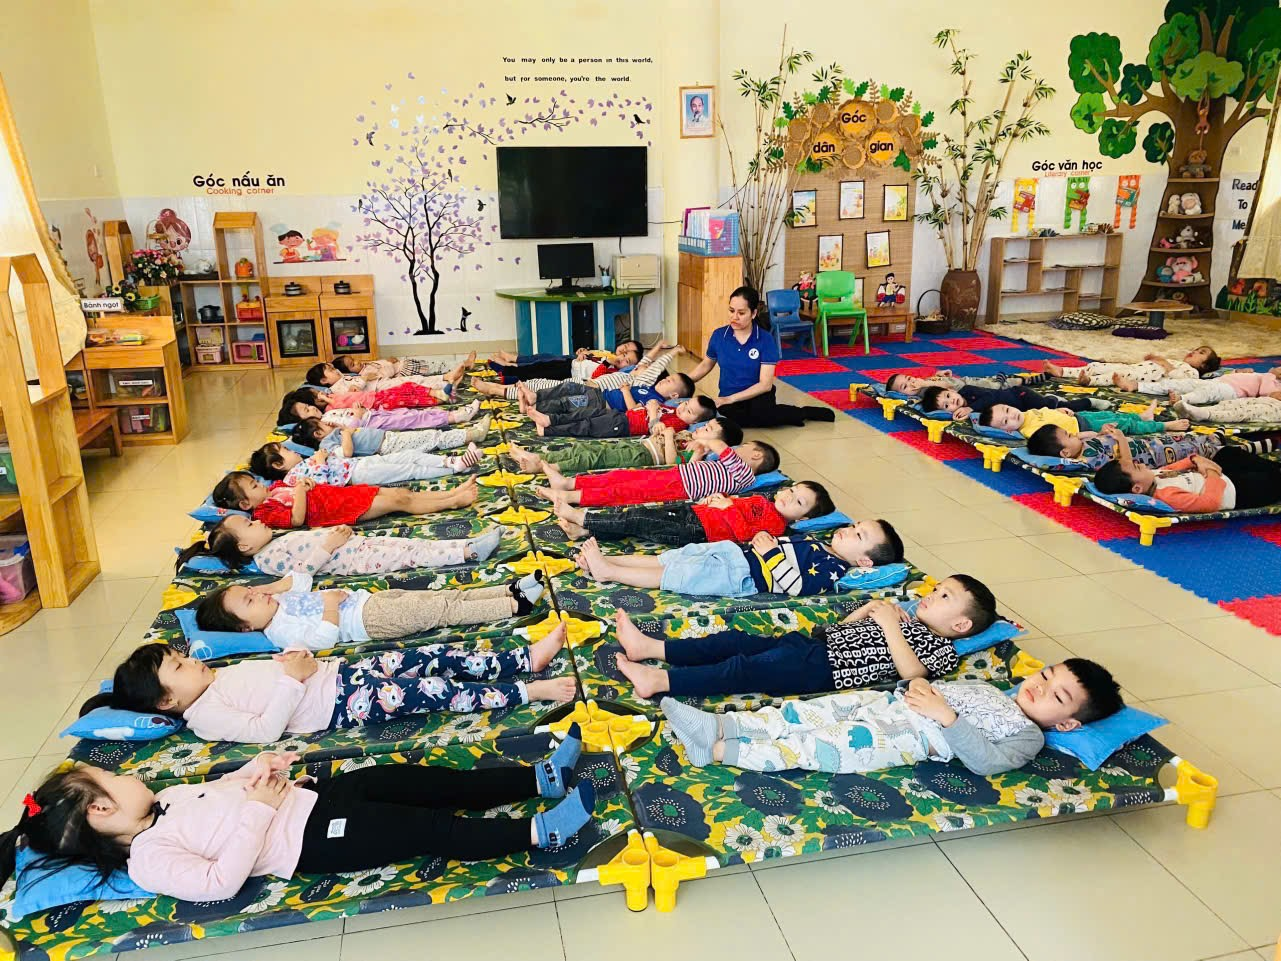 You may only be a person in this world,
but for someone, you're the world
Góc nấu ăn
Cooking corner
Góc
dân gian
Góc văn học
Literary corner
Read
To
Me
Bánh ngọt